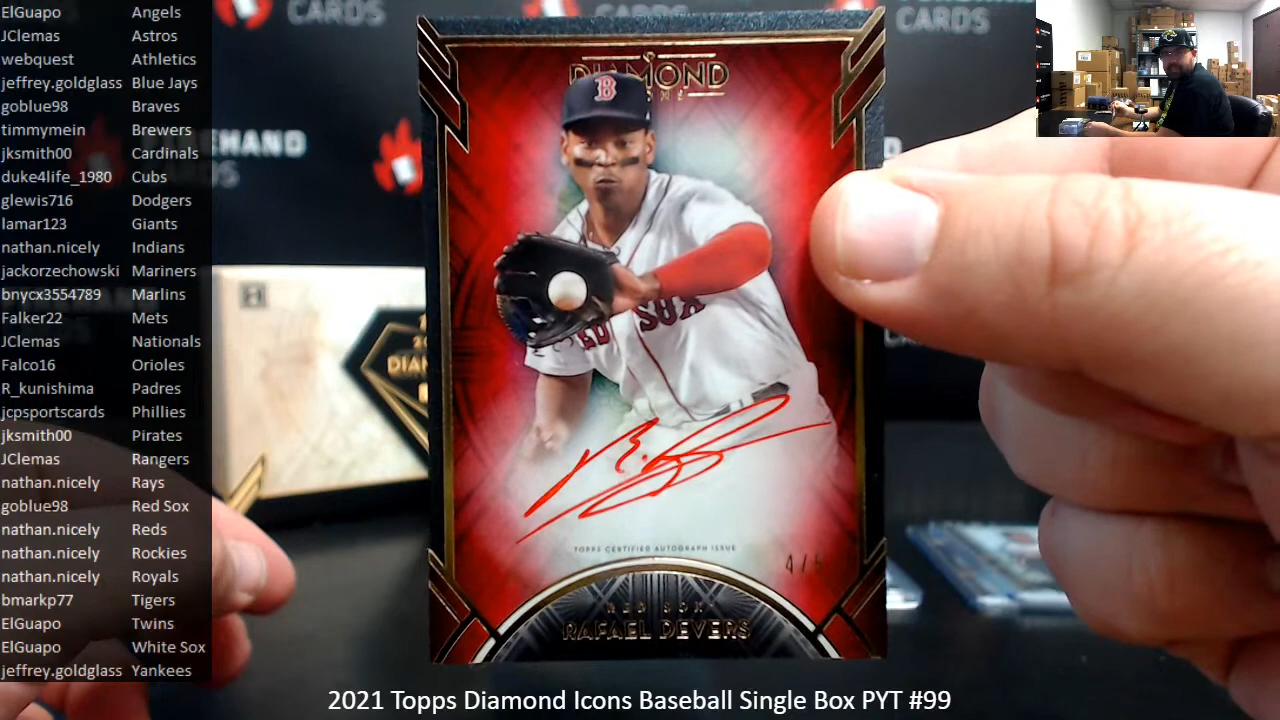 ElGuapo Angels
JClemas Astros
webquest Athletics
jeffrey.goldglass Blue Jays
goblue98 Braves
timmymein Brewers
jksmith00 Cardinals
duke4life_1980 Cubs
glewis716 Dodgers
lamar123 Giants
nathan.nicely Indians
jackorzechowski Mariners
bnycx3554789 Marlins
Falker22 Mets
JClemas Nationals
Falco16 Orioles
R_kunishima Padres
jcpsportscards Phillies
jksmith00 Pirates
JClemas Rangers
nathan.nicely Rays
goblue98 Red Sox
nathan.nicely Reds
nathan.nicely Rockies
nathan.nicely Royals
bmarkp77 Tigers
ElGuapo Twins
ElGuapo White Sox
jeffrey.goldglass Yankees
CARDS
CARDS
DIAMOND
B
RED SOX
TOPPS CERTIFIED AUTOGRAPH ISSUE
4/5
RED SOX
RAFAEL DEVERS
2021 Topps Diamond Icons Baseball Single Box PYT #99